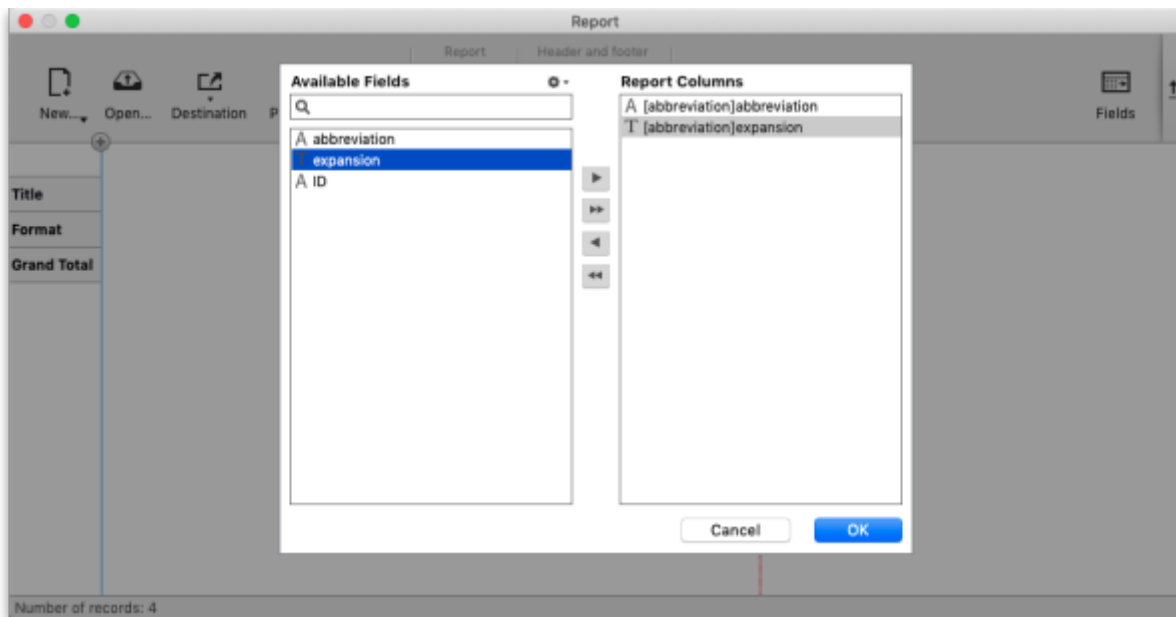 Report
Report Header and footer
New... Open... Destination P
Fields
Available Fields
abbreviation
expansion
ID
Report Columns
[abbreviation]abbreviation
[abbreviation]expansion
Title
Format
Grand Total
Cancel OK
Number of records: 4